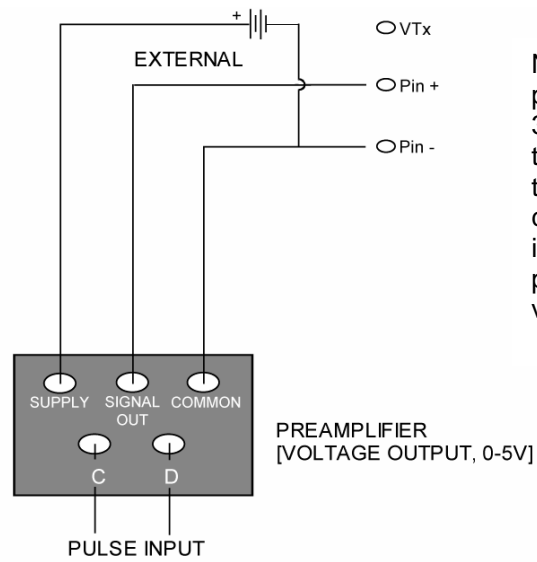 +
VTx
EXTERNAL
Pin +
Pin -
SUPPLY
SIGNAL
OUT
COMMON
C
D
PREAMPLIFIER
[VOLTAGE OUTPUT, 0-5V]
PULSE INPUT